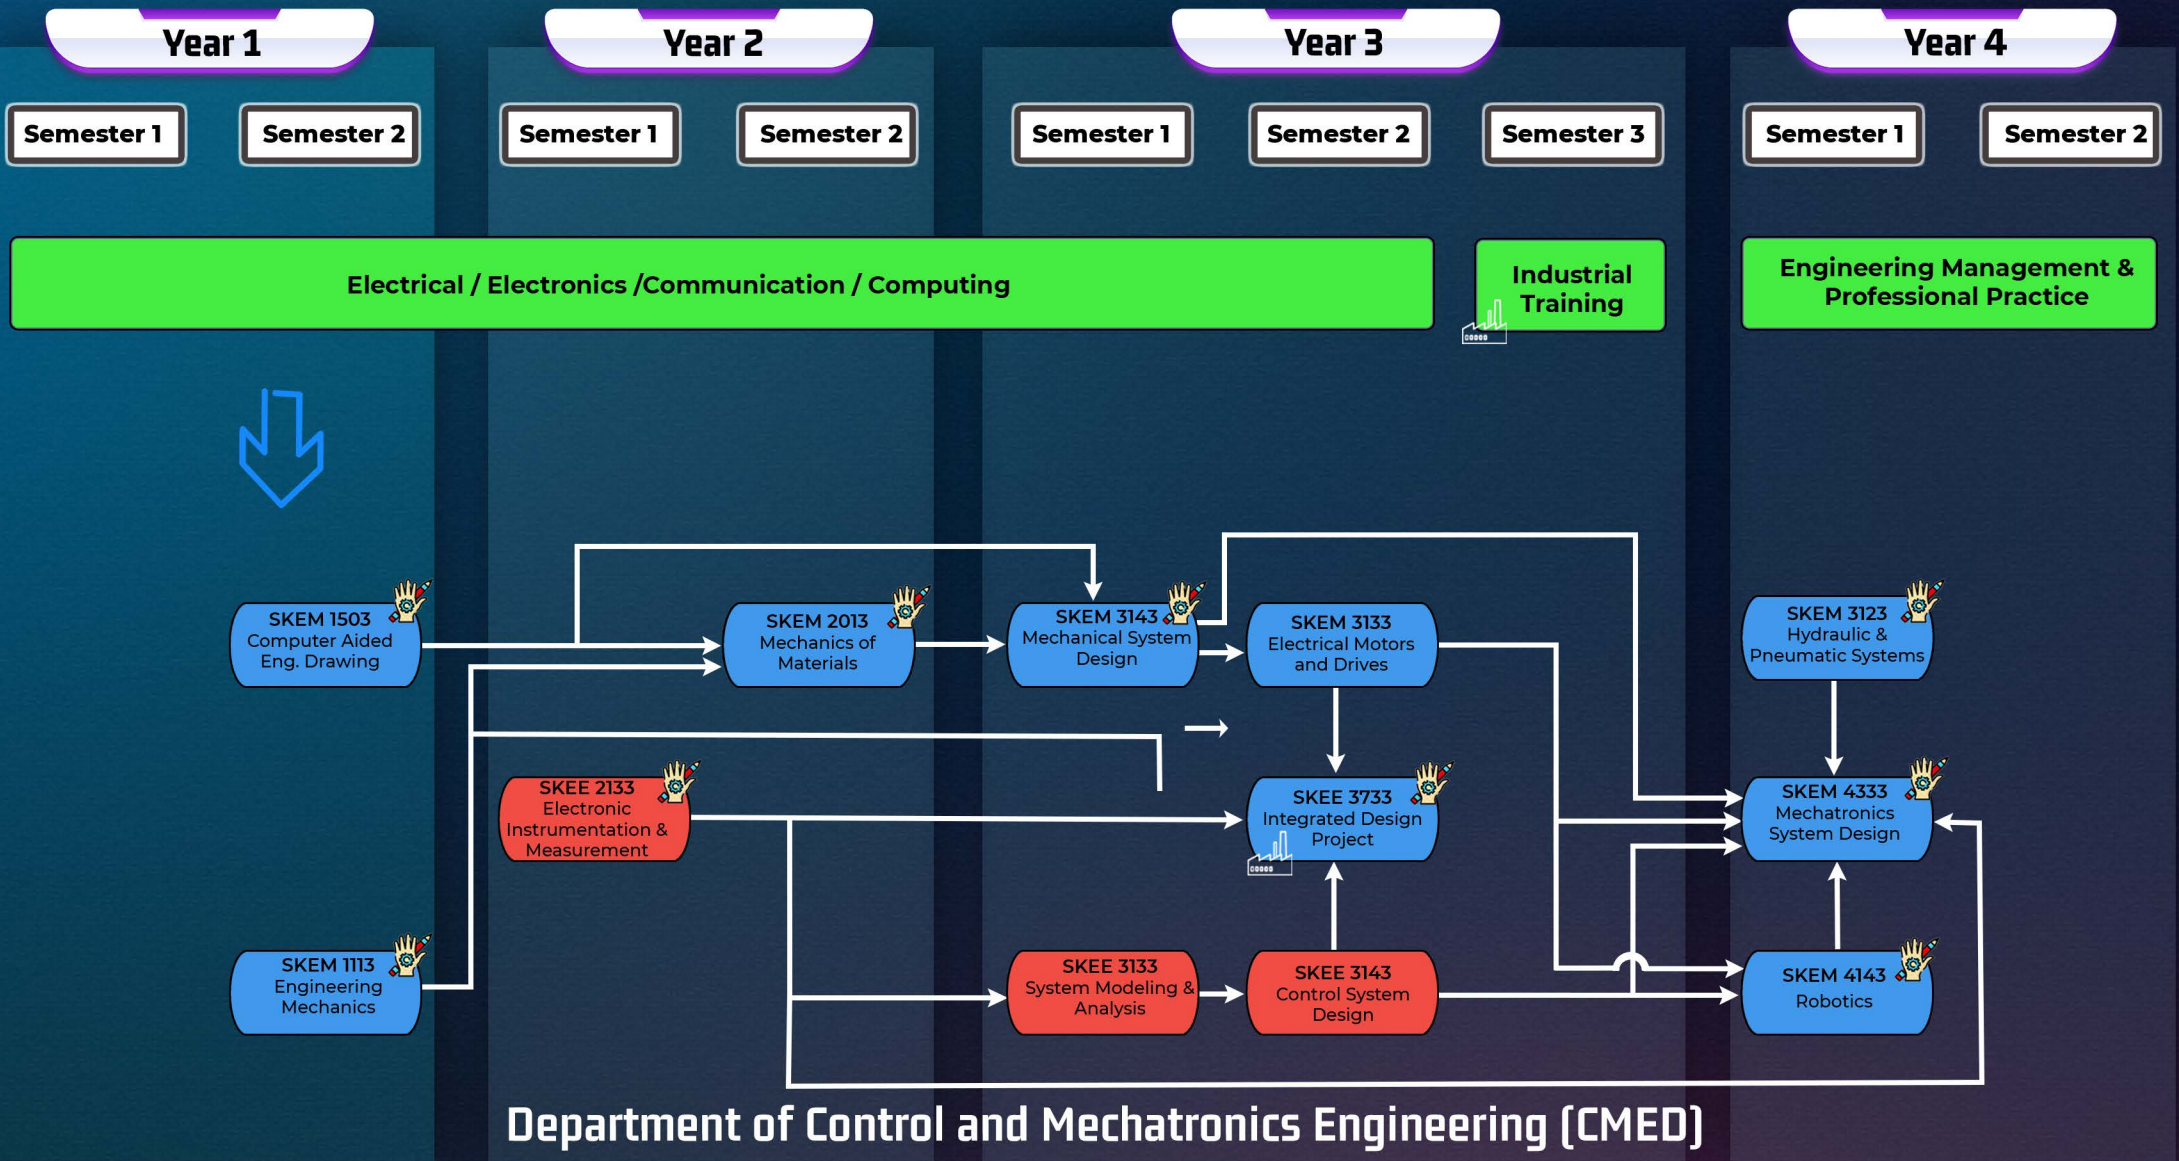 Year 1
Year 2
Year 3
Year 4
Semester 1
Semester 2
Semester 1
Semester 2
Semester 1
Semester 2
Semester 3
Semester 1
Semester 2
Electrical / Electronics /Communication / Computing
Industrial
Training
Engineering Management &
Professional Practice
SKEM 1503
Computer Aided
Eng. Drawing
SKEM 2013
Mechanics of
Materials
SKEM 3143
Mechanical System
Design
SKEM 3133
Electrical Motors
and Drives
SKEM 3123
Hydraulic &
Pneumatic Systems
SKEE 2133
Electronic
Instrumentation &
Measurement
SKEE 3733
Integrated Design
Project
SKEM 4333
Mechatronics
System Design
SKEM 1113
Engineering
Mechanics
SKEE 3133
System Modeling &
Analysis
SKEE 3143
Control System
Design
SKEM 4143
Robotics
Department of Control and Mechatronics Engineering (CMED)